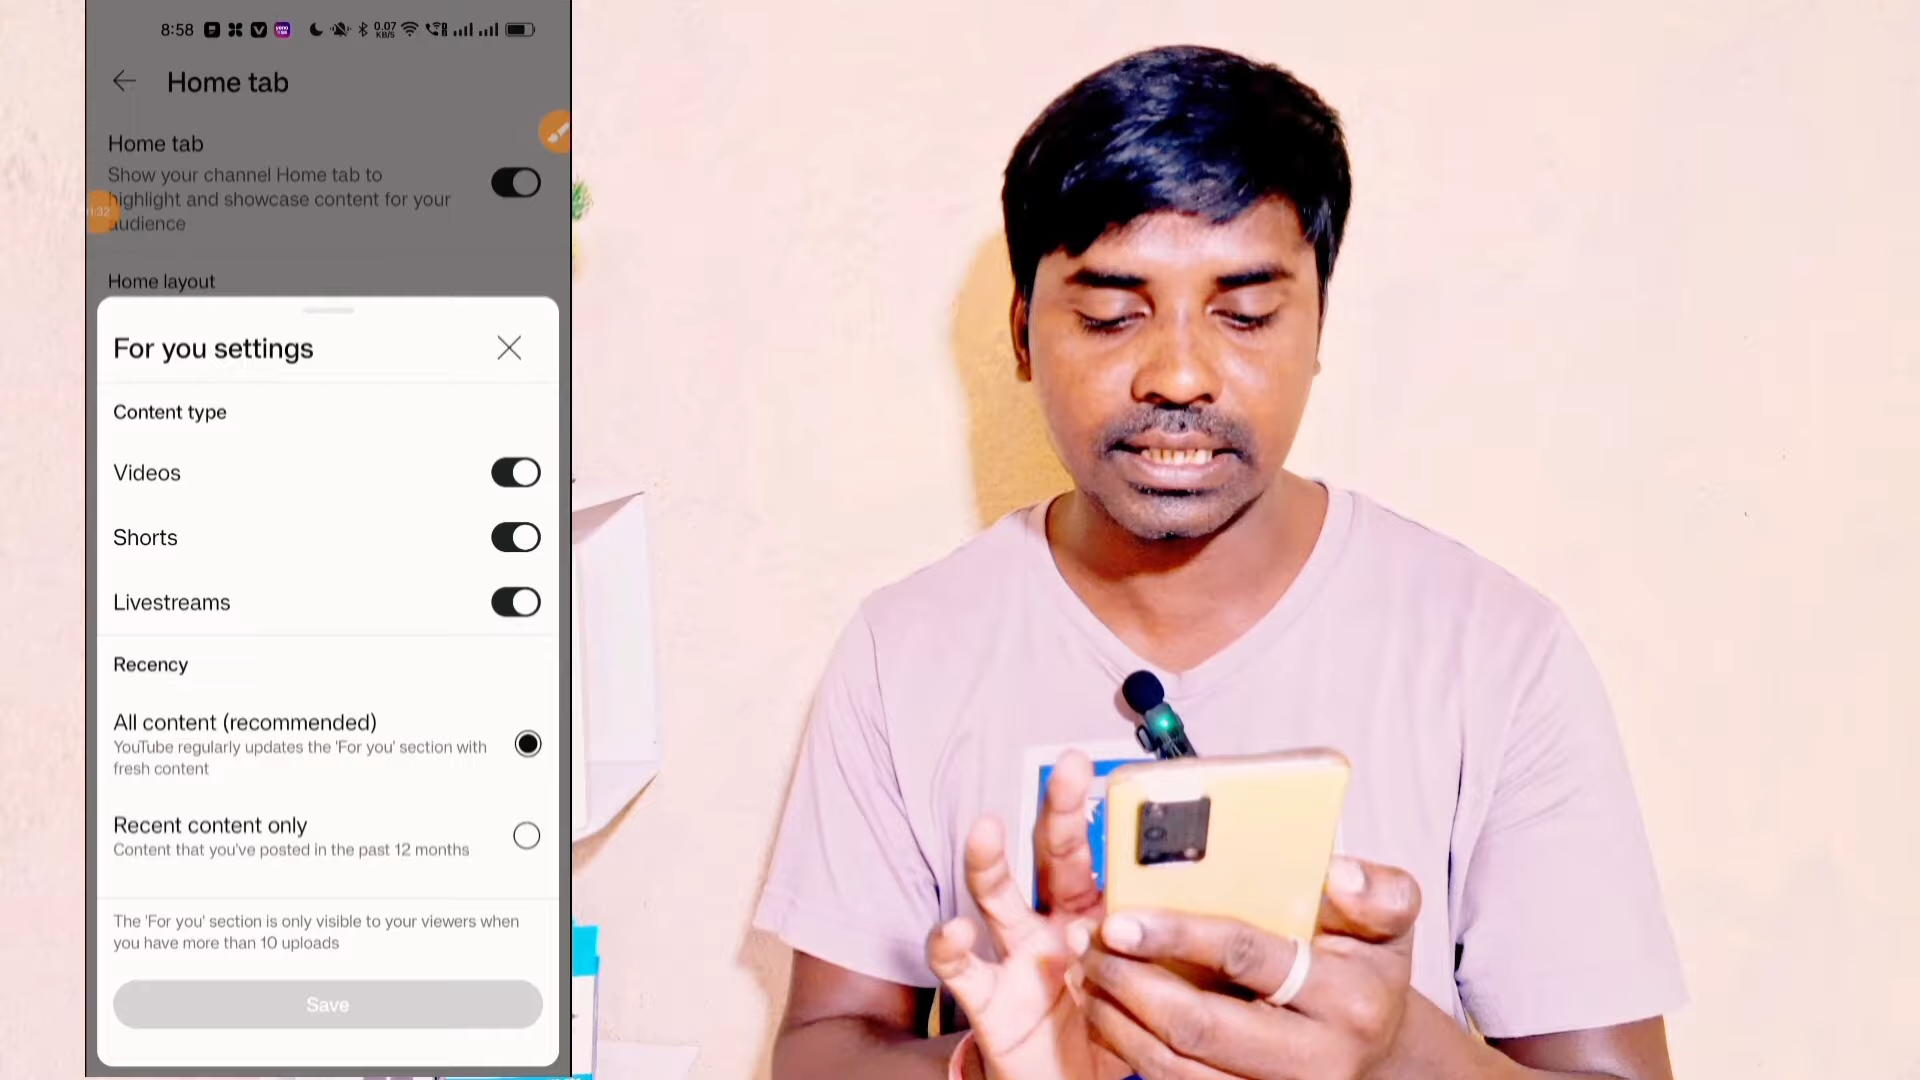 8:58
0.07
KB/S
Home tab
Home tab
Show your channel Home tab to
highlight and showcase content for your
audience
Home layout
For you settings
Content type
Videos
Shorts
Livestreams
Recency
All content (recommended)
YouTube regularly updates the 'For you' section with
fresh content
Recent content only
Content that you've posted in the past 12 months
The 'For you' section is only visible to your viewers when
you have more than 10 uploads
Save